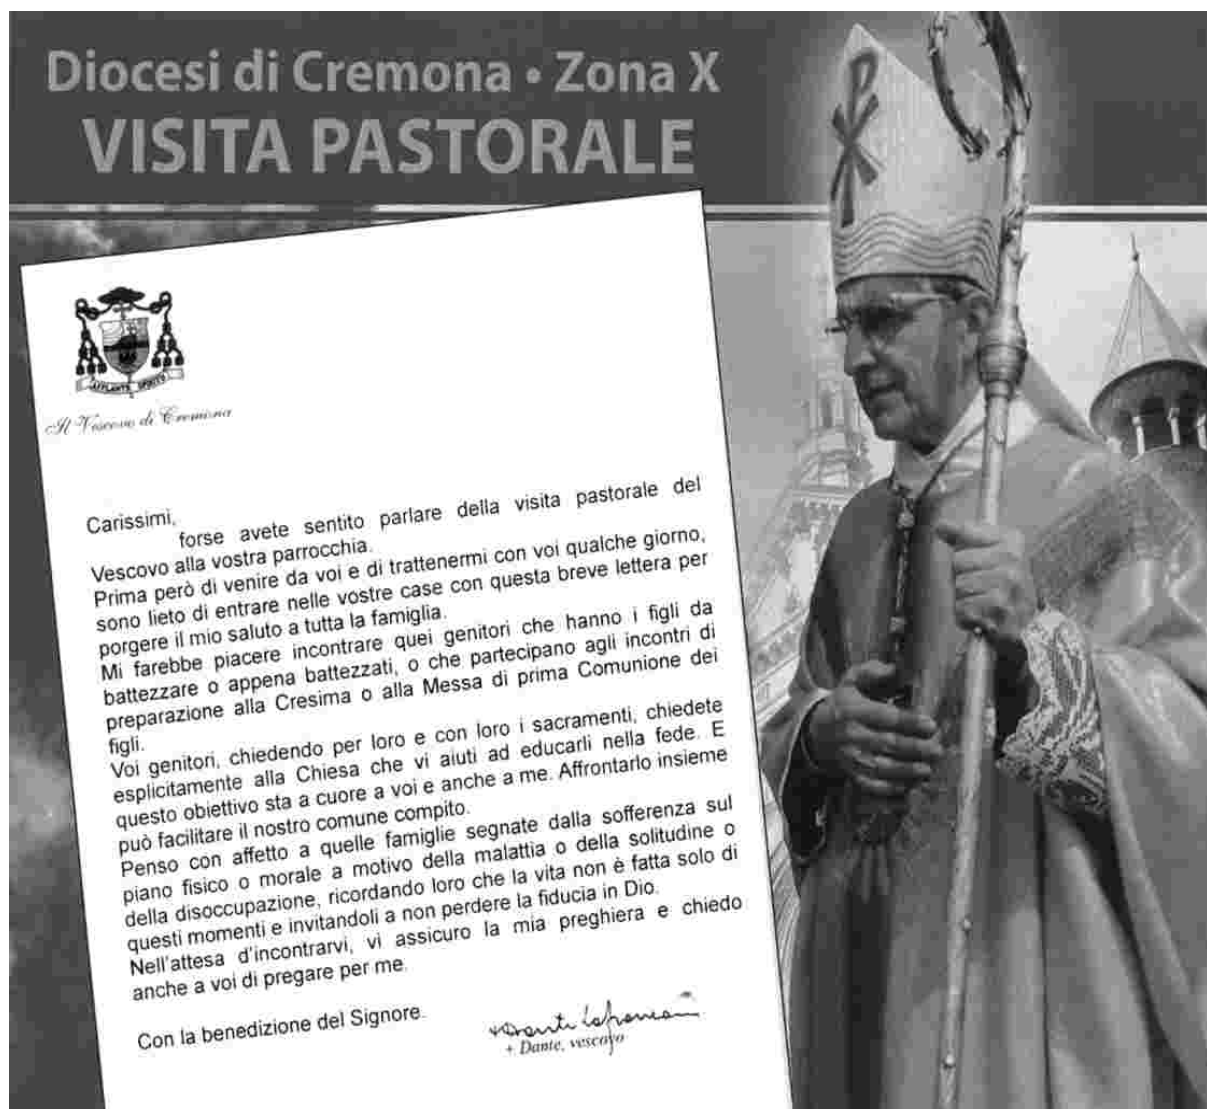 Diocesi di Cremona • Zona X
VISITA PASTORALE
AFFLANTE SPIRITU
Il Vescovo di Cremona
Carissimi,
forse avete sentito parlare della visita pastorale del
Vescovo alla vostra parrocchia.
Prima però di venire da voi e di trattenermi con voi qualche giorno,
sono lieto di entrare nelle vostre case con questa breve lettera per
porgere il mio saluto a tutta la famiglia.
Mi farebbe piacere incontrare quei genitori che hanno i figli da
battezzare o appena battezzati, o che partecipano agli incontri di
preparazione alla Cresima o alla Messa di prima Comunione dei
figli.
Voi genitori, chiedendo per loro e con loro i sacramenti, chiedete
esplicitamente alla Chiesa che vi aiuti ad educarli nella fede. E
questo obiettivo sta a cuore a voi e anche a me. Affrontarlo insieme
può facilitare il nostro comune compito.
Penso con affetto a quelle famiglie segnate dalla sofferenza sul
piano fisico o morale a motivo della malattia o della solitudine o
della disoccupazione, ricordando loro che la vita non è fatta solo di
questi momenti e invitandoli a non perdere la fiducia in Dio.
Nell'attesa d'incontrarvi, vi assicuro la mia preghiera e chiedo
anche a voi di pregare per me.
Con la benedizione del Signore.
+ Dante Lafranconi
+ Dante, vescovo